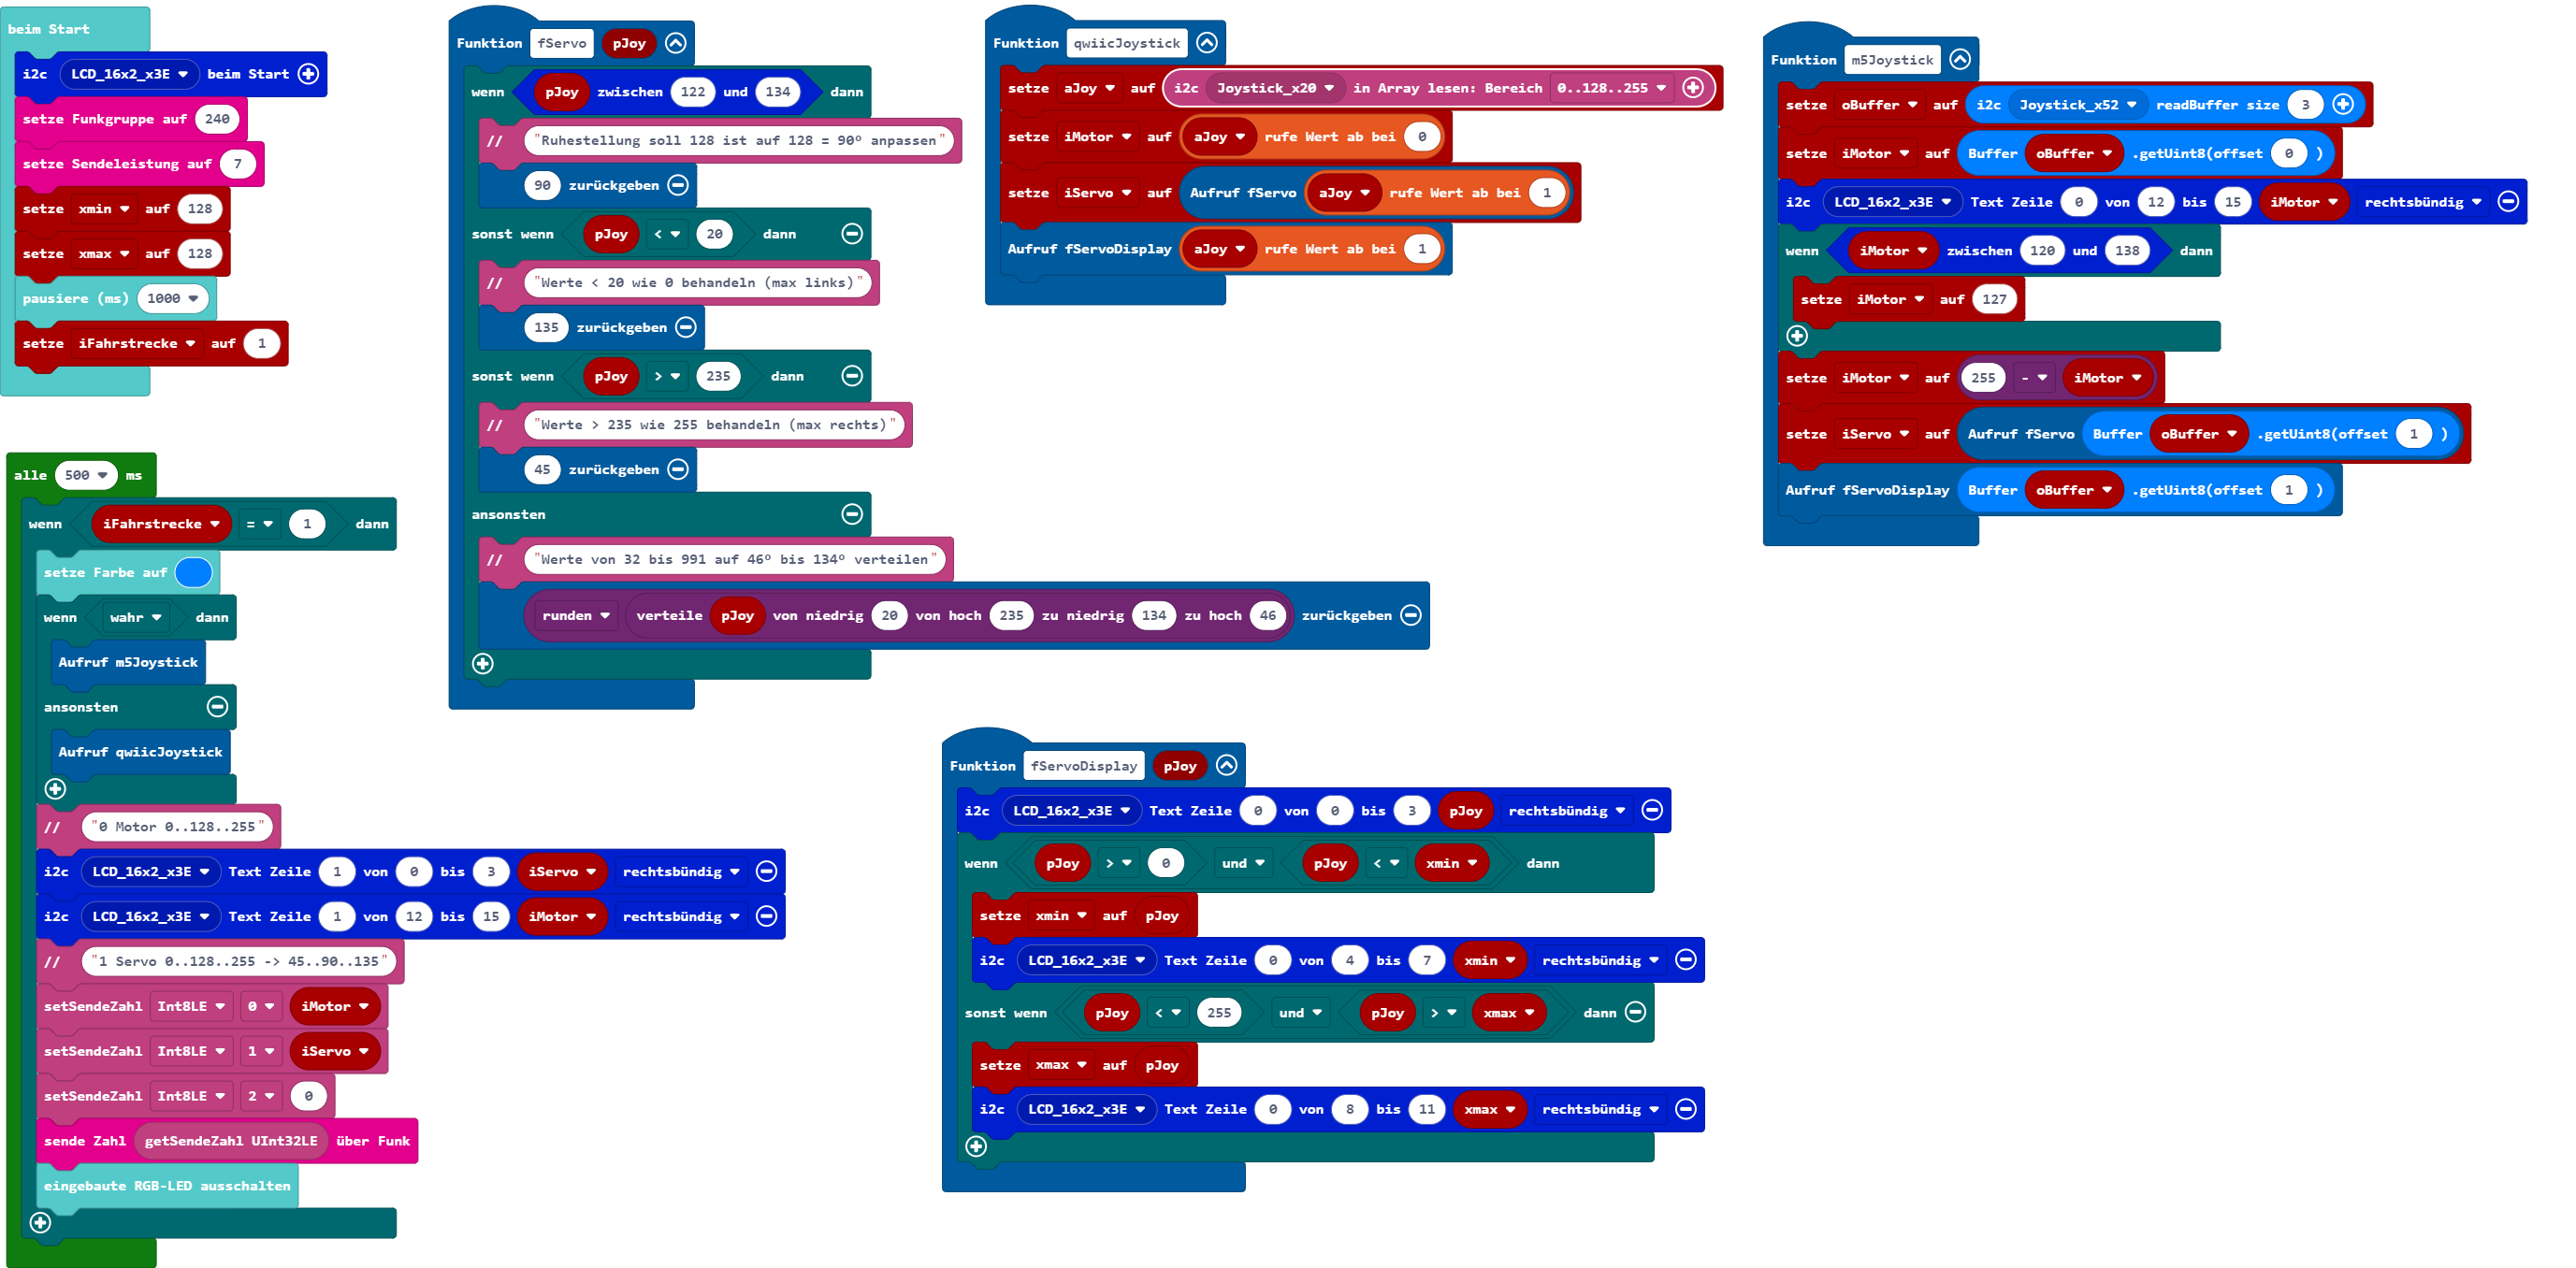 beim Start
i2c LCD_16x2_x3E beim Start
setze Funkgruppe auf 240
setze Sendeleistung auf 7
setze xmin auf 128
setze xmax auf 128
pausiere (ms) 1000
setze iFahrstrecke auf 1
alle 500 ms
wenn iFahrstrecke = 1 dann
setze Farbe auf
wenn wahr dann
Aufruf m5Joystick
ansonsten
Aufruf qwiicJoystick
// "0 Motor 0..128..255"
i2c LCD_16x2_x3E Text Zeile 1 von 0 bis 3 iServo rechtsbündig
i2c LCD_16x2_x3E Text Zeile 1 von 12 bis 15 iMotor rechtsbündig
// "1 Servo 0..128..255 -> 45..90..135"
setSendeZahl Int8LE 0 iMotor
setSendeZahl Int8LE 1 iServo
setSendeZahl Int8LE 2 0
sende Zahl getSendeZahl UInt32LE über Funk
eingebaute RGB-LED ausschalten
Funktion fServo pJoy
wenn pJoy zwischen 122 und 134 dann
// "Ruhestellung soll 128 ist auf 128 = 90º anpassen"
90 zurückgeben
sonst wenn pJoy < 20 dann
// "Werte < 20 wie 0 behandeln (max links)"
135 zurückgeben
sonst wenn pJoy > 235 dann
// "Werte > 235 wie 255 behandeln (max rechts)"
45 zurückgeben
ansonsten
// "Werte von 32 bis 991 auf 46º bis 134º verteilen"
runden verteile pJoy von niedrig 20 von hoch 235 zu niedrig 134 zu hoch 46 zurückgeben
Funktion qwiicJoystick
setze aJoy auf i2c Joystick_x20 in Array lesen: Bereich 0..128..255
setze iMotor auf aJoy rufe Wert ab bei 0
setze iServo auf Aufruf fServo aJoy rufe Wert ab bei 1
Aufruf fServoDisplay aJoy rufe Wert ab bei 1
Funktion fServoDisplay pJoy
i2c LCD_16x2_x3E Text Zeile 0 von 0 bis 3 pJoy rechtsbündig
wenn pJoy > 0 und pJoy < xmin dann
setze xmin auf pJoy
i2c LCD_16x2_x3E Text Zeile 0 von 4 bis 7 xmin rechtsbündig
sonst wenn pJoy < 255 und pJoy > xmax dann
setze xmax auf pJoy
i2c LCD_16x2_x3E Text Zeile 0 von 8 bis 11 xmax rechtsbündig
Funktion m5Joystick
setze oBuffer auf i2c Joystick_x52 readBuffer size 3
setze iMotor auf Buffer oBuffer .getUint8(offset 0 )
i2c LCD_16x2_x3E Text Zeile 0 von 12 bis 15 iMotor rechtsbündig
wenn iMotor zwischen 120 und 138 dann
setze iMotor auf 127
setze iMotor auf 255 - iMotor
setze iServo auf Aufruf fServo Buffer oBuffer .getUint8(offset 1 )
Aufruf fServoDisplay Buffer oBuffer .getUint8(offset 1 )